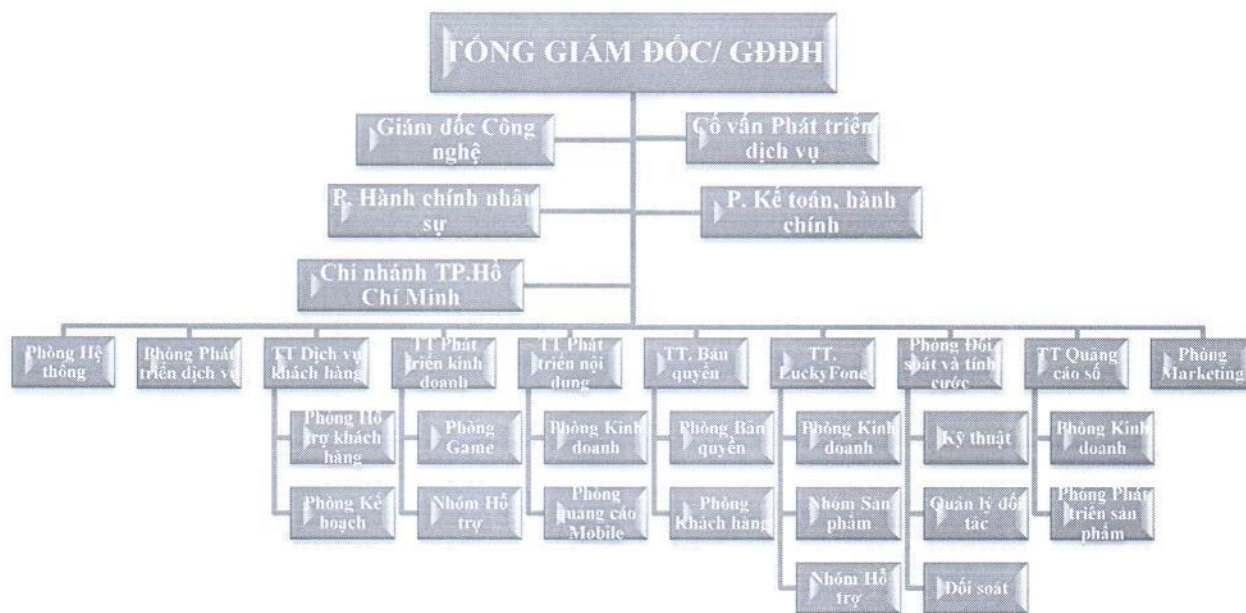 TỔNG GIÁM ĐỐC/ GĐĐH
Giám đốc Công
nghệ
Cố vấn Phát triển
dịch vụ
P. Hành chính nhân
sự
P. Kế toán, hành
chính
Chi nhánh TP.Hồ
Chí Minh
Phòng Hệ
thống
Phòng Phát
triển dịch vụ
TT Dịch vụ
khách hàng
TT Phát
triển kinh
doanh
TT Phát
triển nội
dung
TT. Bản
quyền
TT.
LuckyFone
Phòng Đối
soát và tính
cước
TT Quảng
cáo số
Phòng
Marketing
Phòng Hỗ
trợ khách
hàng
Phòng
Game
Phòng Kinh
doanh
Phòng Bản
quyền
Phòng Kinh
doanh
Kỹ thuật
Phòng Kinh
doanh
Phòng Kế
hoạch
Nhóm Hỗ
trợ
Phòng
quảng cáo
Mobile
Phòng
Khách hàng
Nhóm Sản
phẩm
Quản lý đối
tác
Phòng Phát
triển sản
phẩm
Nhóm Hỗ
trợ
Đối soát